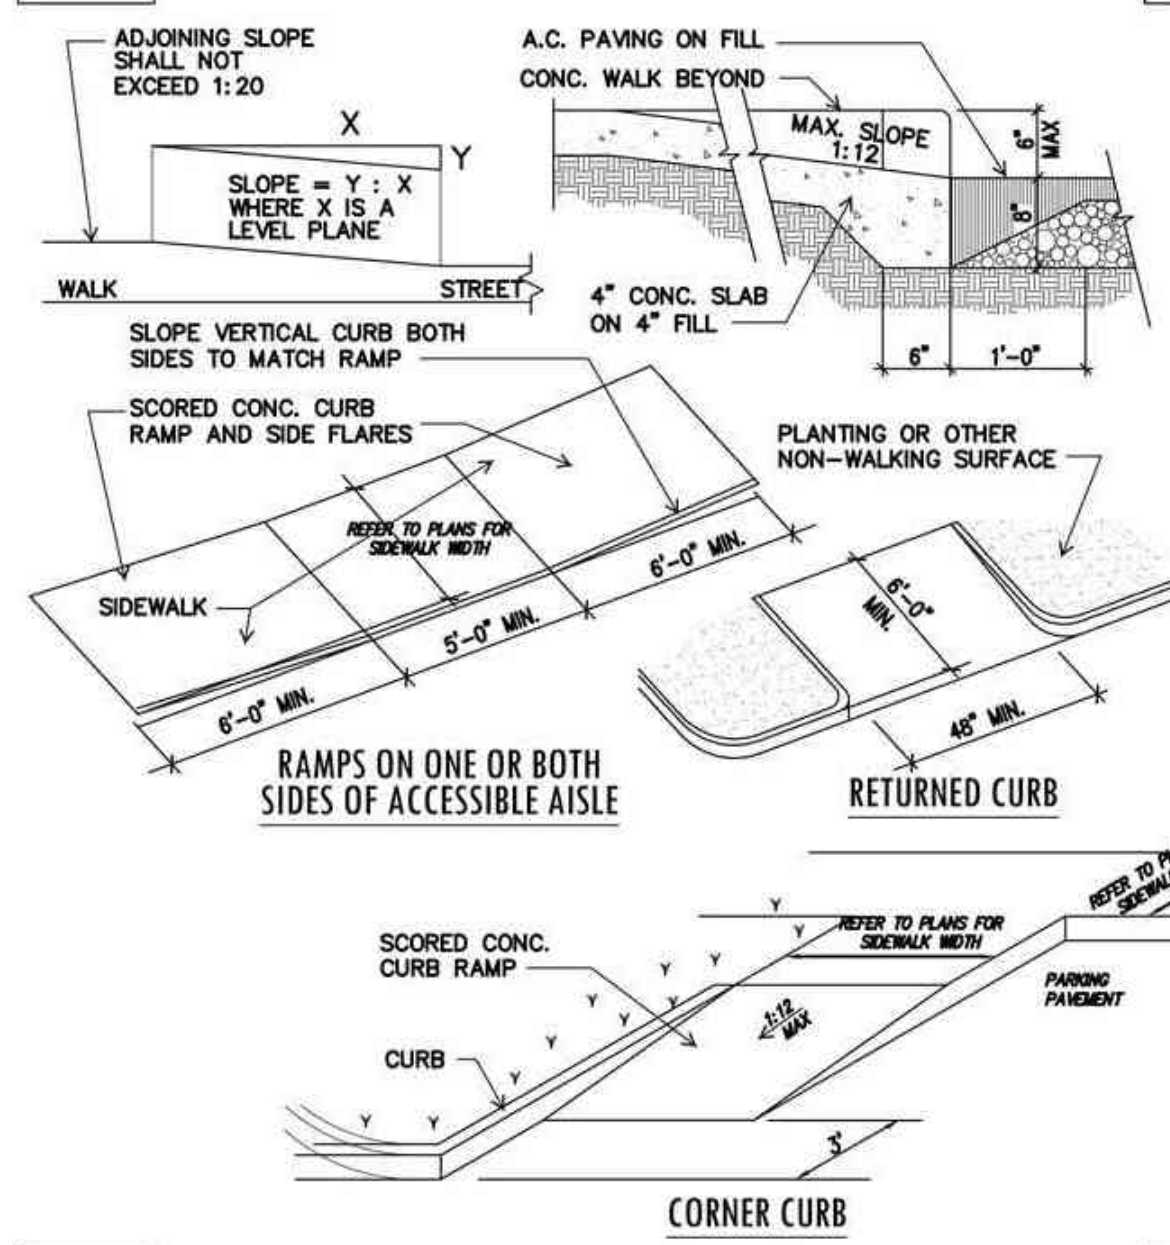 ADJOINING SLOPE
SHALL NOT
EXCEED 1:20
X
Y
SLOPE = Y : X
WHERE X IS A
LEVEL PLANE
WALK
STREET
A.C. PAVING ON FILL
CONC. WALK BEYOND
MAX. SLOPE
1:12
6"
MAX
8"
4" CONC. SLAB
ON 4" FILL
6"
1'-0"
SLOPE VERTICAL CURB BOTH
SIDES TO MATCH RAMP
SCORED CONC. CURB
RAMP AND SIDE FLARES
REFER TO PLANS FOR
SIDEWALK WIDTH
SIDEWALK
6'-0" MIN.
5'-0" MIN.
6'-0" MIN.
RAMPS ON ONE OR BOTH
SIDES OF ACCESSIBLE AISLE
PLANTING OR OTHER
NON-WALKING SURFACE
6'-0"
MIN.
48" MIN.
RETURNED CURB
SCORED CONC.
CURB RAMP
CURB
REFER TO PLANS FOR
SIDEWALK WIDTH
REFER TO
PARKING
PAVEMENT
1:12
MAX
3'
CORNER CURB